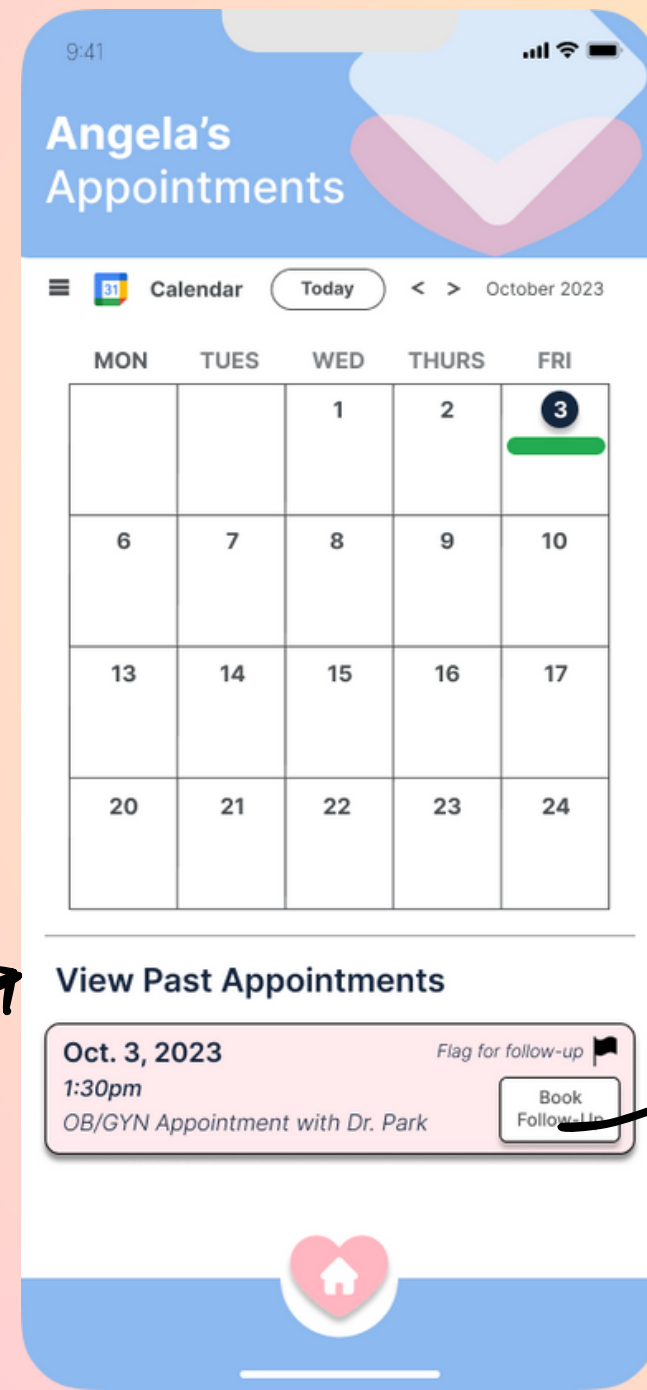 9:41
Angela's
Appointments
31 Calendar Today < > October 2023
MON TUES WED THURS FRI
1 2 3
6 7 8 9 10
13 14 15 16 17
20 21 22 23 24
View Past Appointments
Oct. 3, 2023 Flag for follow-up
1:30pm Book
OB/GYN Appointment with Dr. Park Follow-Up